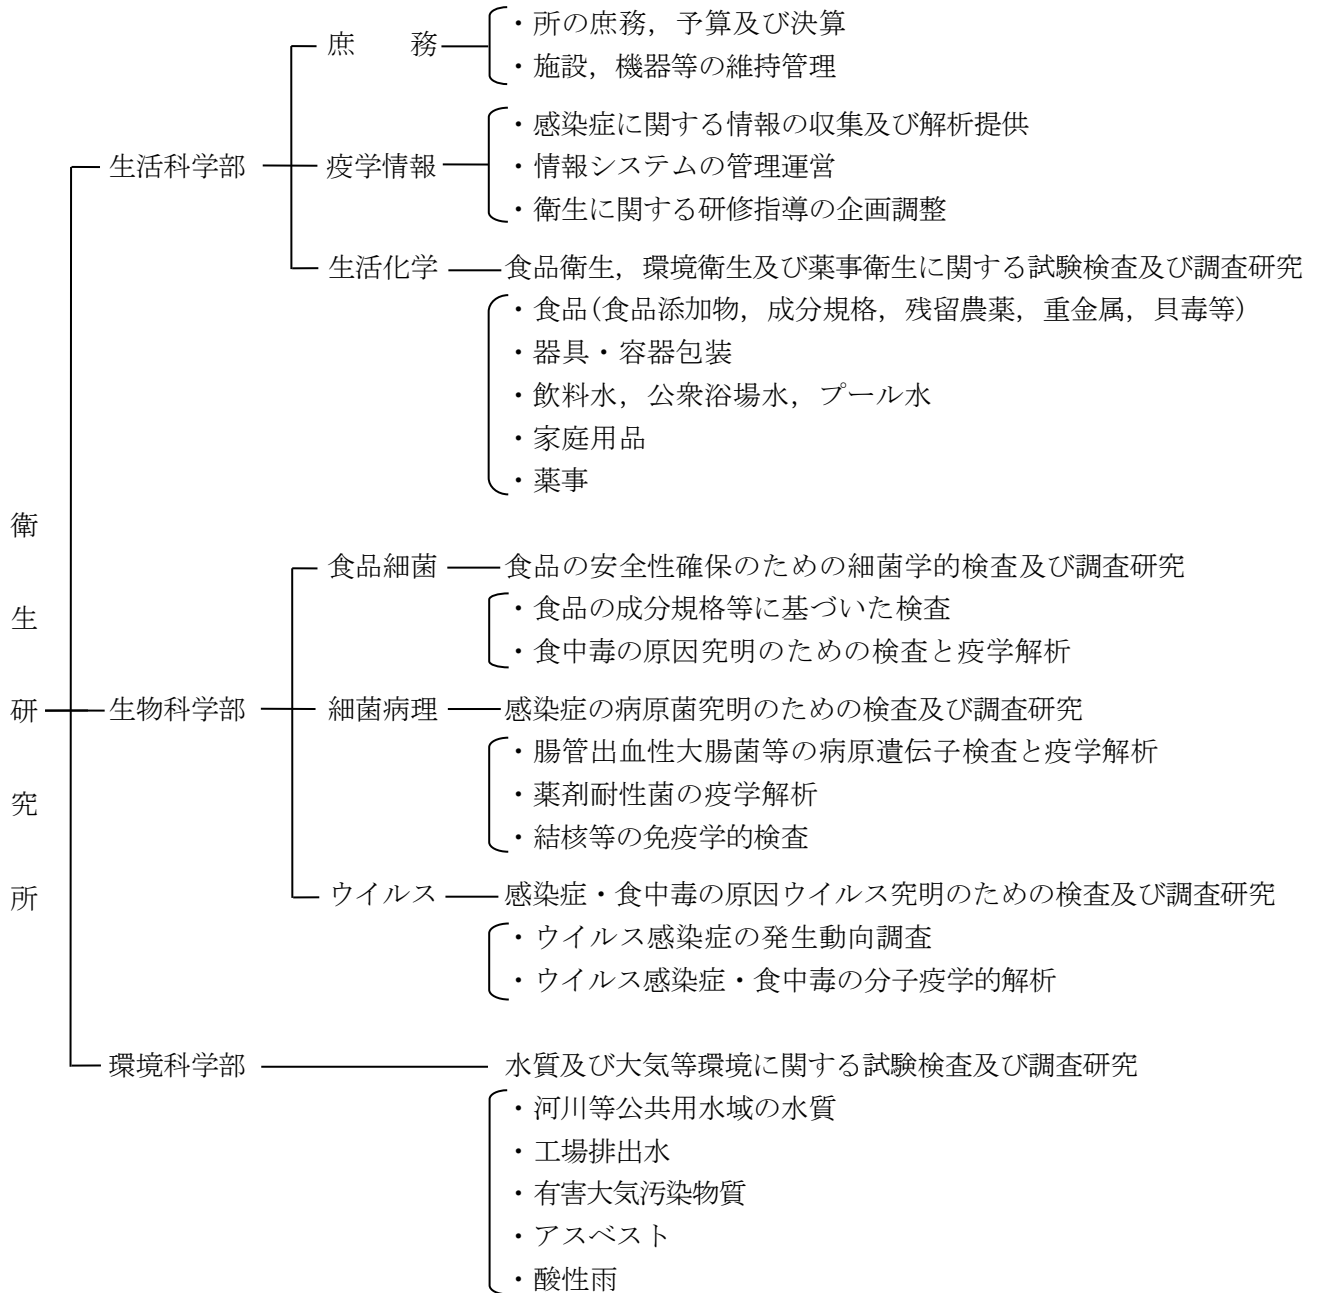 衛生研究所
生活科学部
庶　　務
・所の庶務，予算及び決算
・施設，機器等の維持管理
疫学情報
・感染症に関する情報の収集及び解析提供
・情報システムの管理運営
・衛生に関する研修指導の企画調整
生活化学
食品衛生，環境衛生及び薬事衛生に関する試験検査及び調査研究
・食品(食品添加物，成分規格，残留農薬，重金属，貝毒等)
・器具・容器包装
・飲料水，公衆浴場水，プール水
・家庭用品
・薬事
生物科学部
食品細菌
食品の安全性確保のための細菌学的検査及び調査研究
・食品の成分規格等に基づいた検査
・食中毒の原因究明のための検査と疫学解析
細菌病理
感染症の病原菌究明のための検査及び調査研究
・腸管出血性大腸菌等の病原遺伝子検査と疫学解析
・薬剤耐性菌の疫学解析
・結核等の免疫学的検査
ウイルス
感染症・食中毒の原因ウイルス究明のための検査及び調査研究
・ウイルス感染症の発生動向調査
・ウイルス感染症・食中毒の分子疫学的解析
環境科学部
水質及び大気等環境に関する試験検査及び調査研究
・河川等公共用水域の水質
・工場排出水
・有害大気汚染物質
・アスベスト
・酸性雨